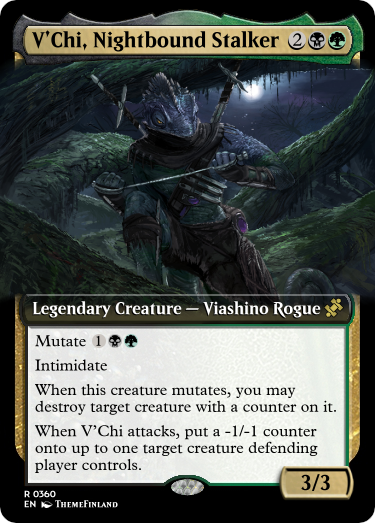 V'Chi, Nightbound Stalker 2
Legendary Creature — Viashino Rogue
Mutate 1
Intimidate
When this creature mutates, you may
destroy target creature with a counter on it.
When V'Chi attacks, put a -1/-1 counter
onto up to one target creature defending
player controls.
3/3
R 0360
EN ThemeFinland